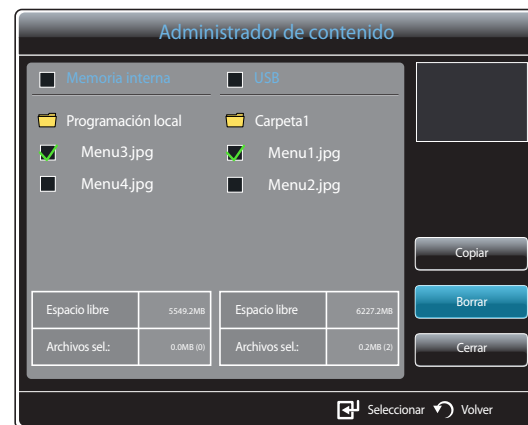 Administrador de contenido
Memoria interna USB
Programación local Carpeta1
Menu3.jpg Menu1.jpg
Menu4.jpg Menu2.jpg
Copiar
Espacio libre 5549.2MB Espacio libre 6227.2MB
Borrar
Archivos sel.: 0.0MB (0) Archivos sel.: 0.2MB (2)
Cerrar
Seleccionar Volver